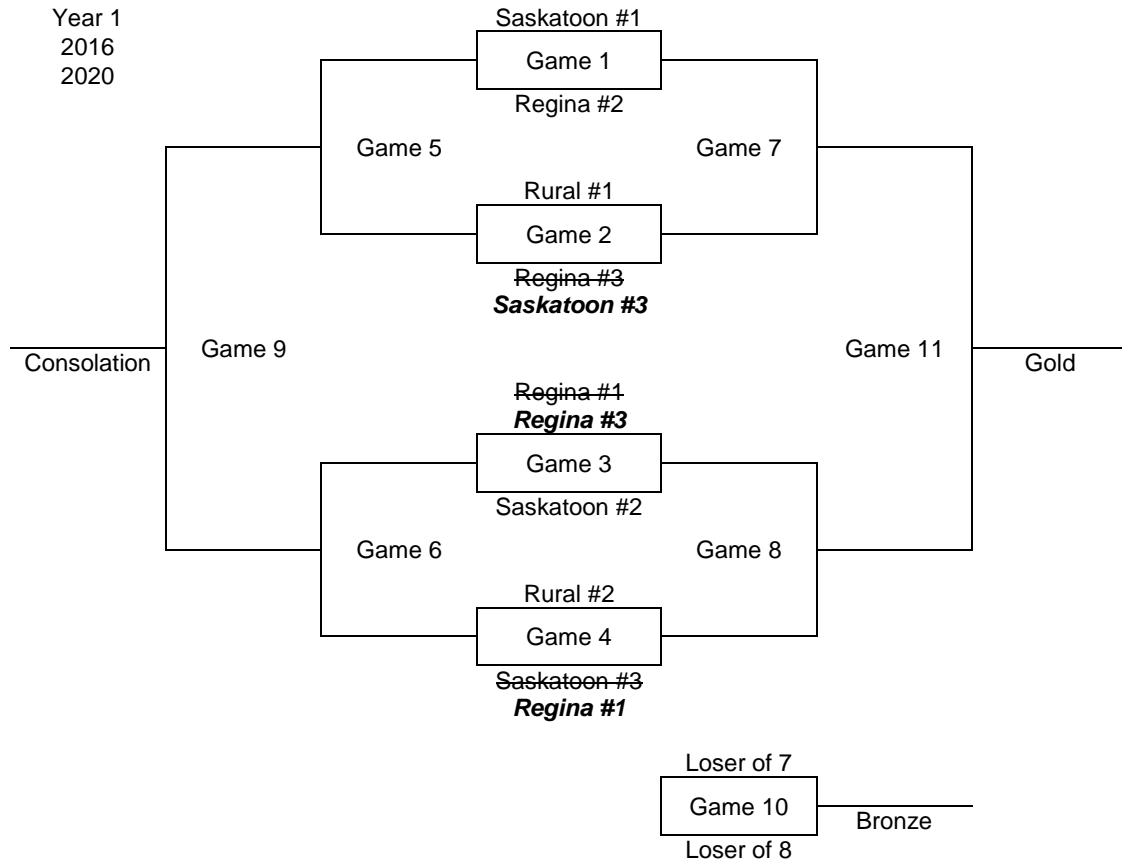 Year 1
2016
2020
Saskatoon #1
Game 1
Regina #2
Game 5
Game 7
Rural #1
Game 2
Regina #3
Saskatoon #3
Consolation
Game 9
Game 11
Gold
Regina #1
Regina #3
Game 3
Saskatoon #2
Game 6
Game 8
Rural #2
Game 4
Saskatoon #3
Regina #1
Loser of 7
Game 10
Bronze
Loser of 8